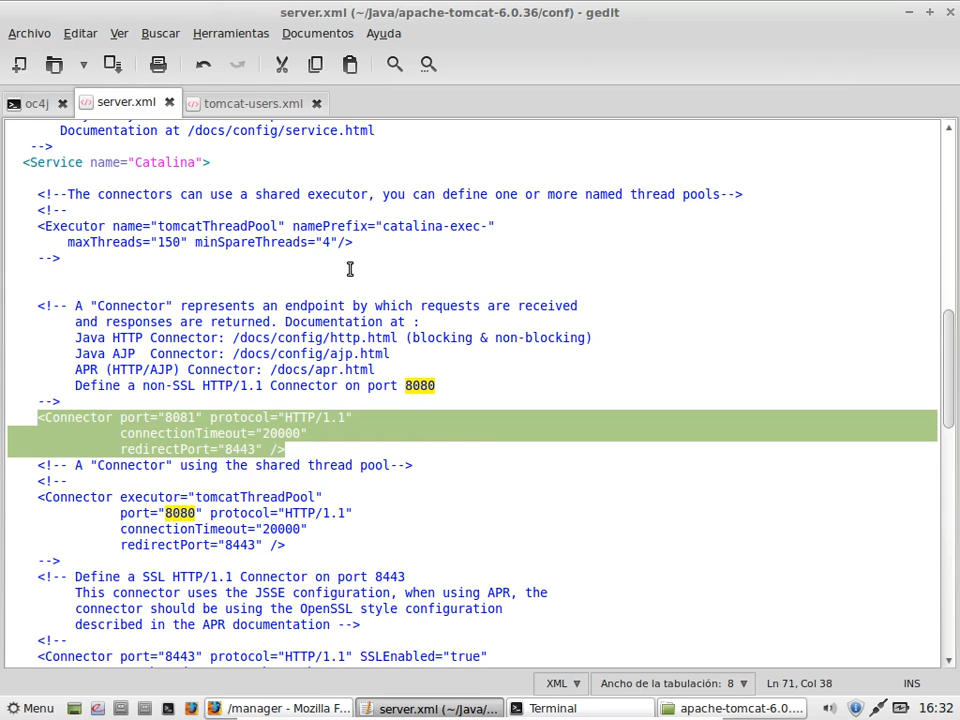 server.xml (~/Java/apache-tomcat-6.0.36/conf) - gedit
Archivo Editar Ver Buscar Herramientas Documentos Ayuda
oc4j server.xml tomcat-users.xml
Documentation at /docs/config/service.html
-->
<Service name="Catalina">
<!--The connectors can use a shared executor, you can define one or more named thread pools-->
<!--
<Executor name="tomcatThreadPool" namePrefix="catalina-exec-"
maxThreads="150" minSpareThreads="4"/>
-->
<!-- A "Connector" represents an endpoint by which requests are received
and responses are returned. Documentation at :
Java HTTP Connector: /docs/config/http.html (blocking & non-blocking)
Java AJP  Connector: /docs/config/ajp.html
APR (HTTP/AJP) Connector: /docs/apr.html
Define a non-SSL HTTP/1.1 Connector on port 8080
-->
<Connector port="8081" protocol="HTTP/1.1"
connectionTimeout="20000"
redirectPort="8443" />
<!-- A "Connector" using the shared thread pool-->
<!--
<Connector executor="tomcatThreadPool"
port="8080" protocol="HTTP/1.1"
connectionTimeout="20000"
redirectPort="8443" />
-->
<!-- Define a SSL HTTP/1.1 Connector on port 8443
This connector uses the JSSE configuration, when using APR, the
connector should be using the OpenSSL style configuration
described in the APR documentation -->
<!--
<Connector port="8443" protocol="HTTP/1.1" SSLEnabled="true"
XML Ancho de la tabulación: 8 Ln 71, Col 38 INS
Menu /manager - Mozilla F... server.xml (~/Java/... Terminal apache-tomcat-6.0.... 16:32